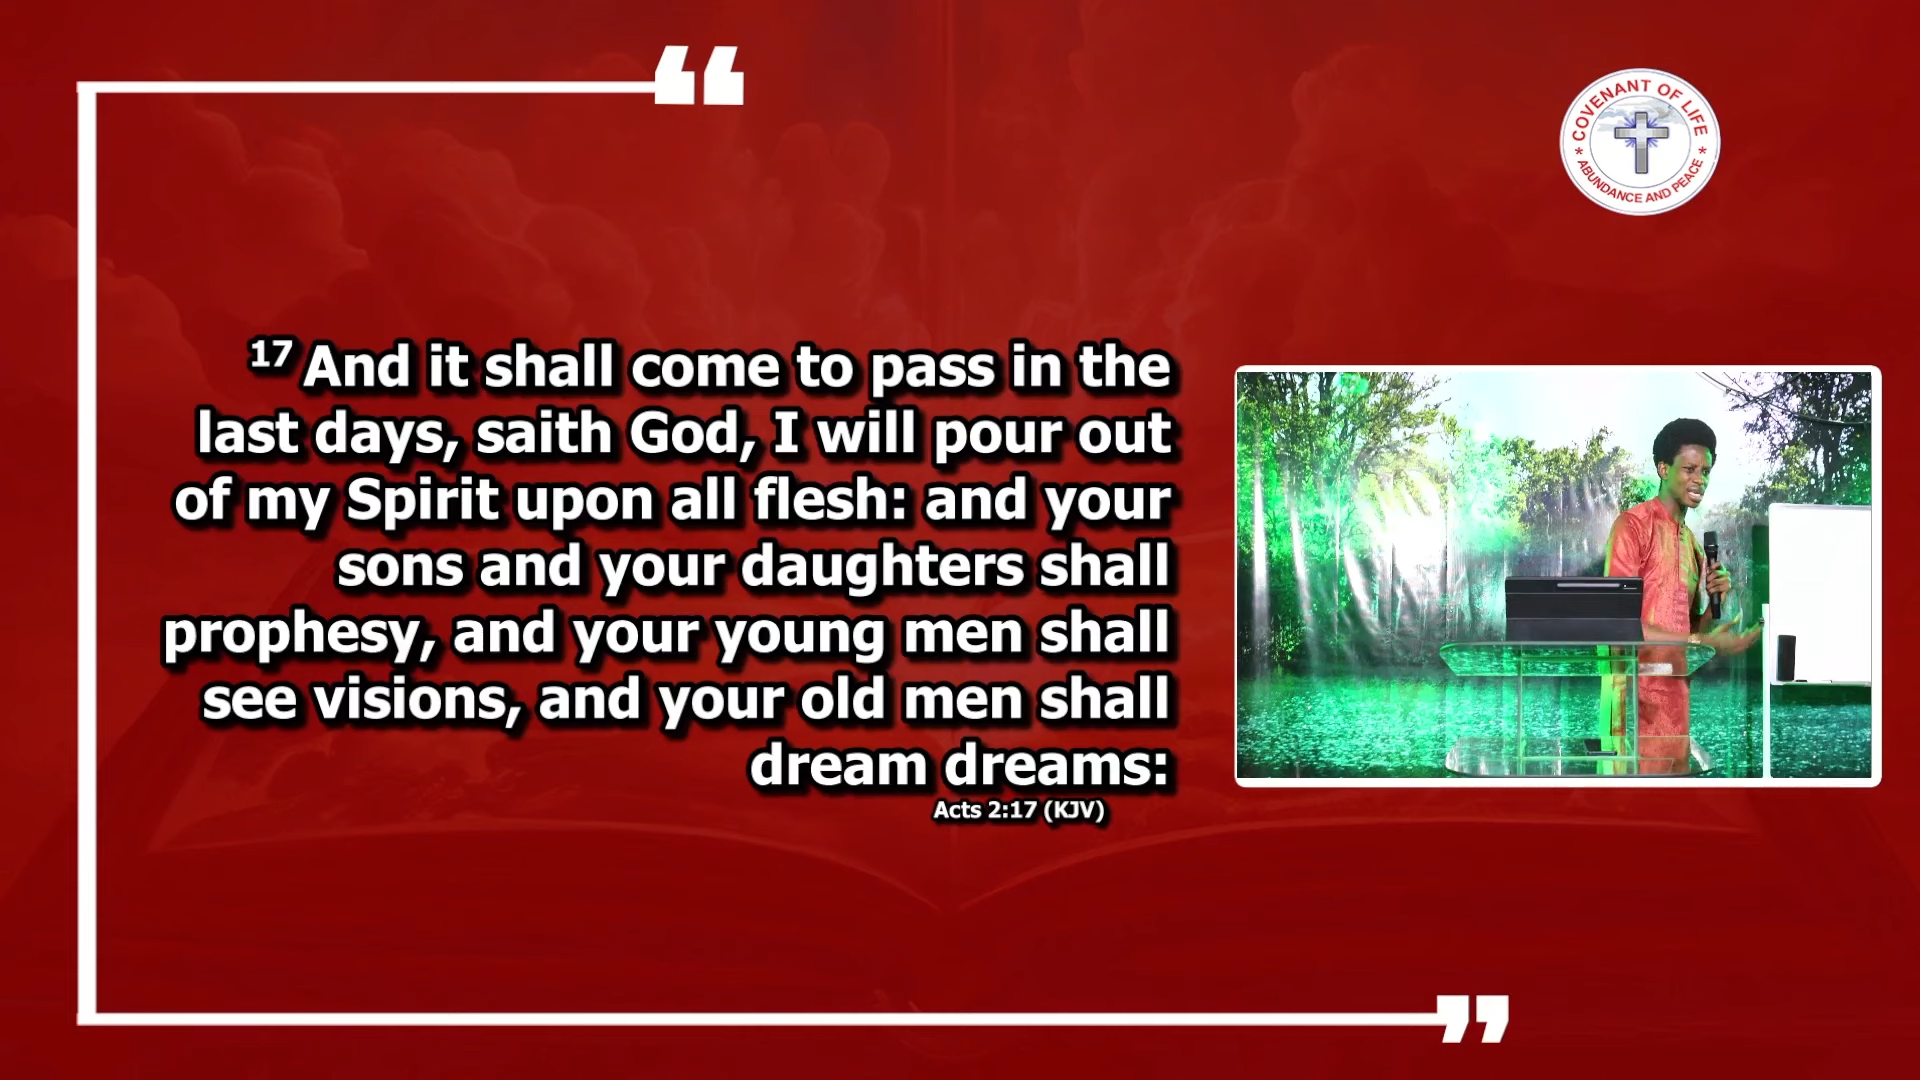 COVENANT OF LIFE
* ABUNDANCE AND PEACE *
17 And it shall come to pass in the
last days, saith God, I will pour out
of my Spirit upon all flesh: and your
sons and your daughters shall
prophesy, and your young men shall
see visions, and your old men shall
dream dreams:
Acts 2:17 (KJV)